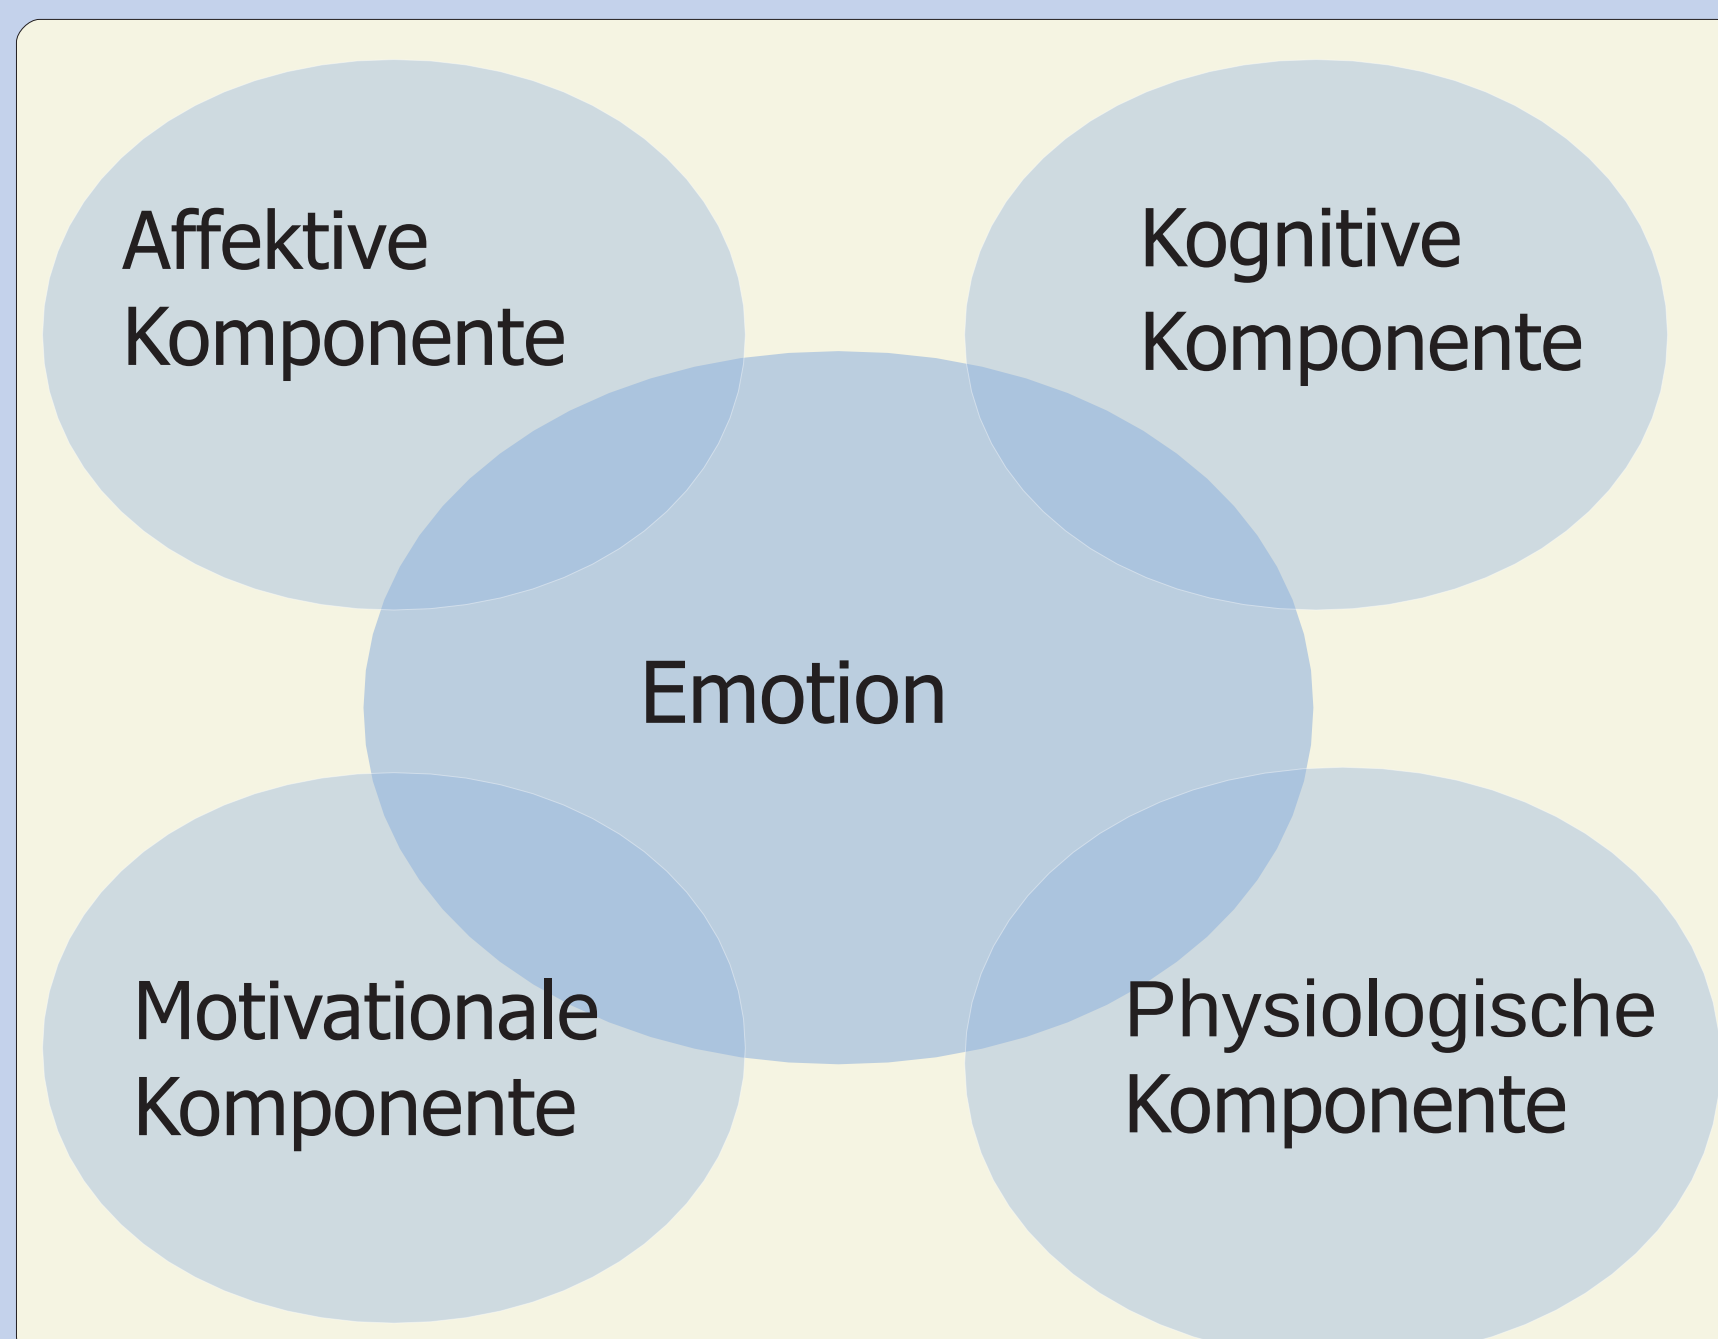 Affektive
Komponente
Kognitive
Komponente
Emotion
Motivationale
Komponente
Physiologische
Komponente